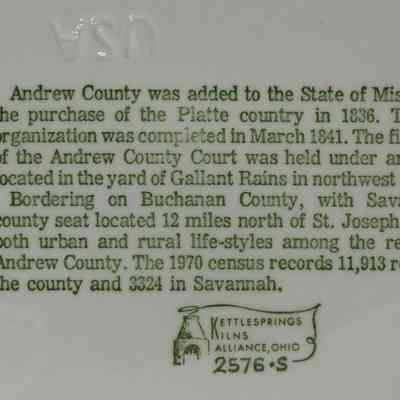 USA
Andrew County was added to the State of Mis
the purchase of the Platte country in 1836. T
organization was completed in March 1841. The fi
of the Andrew County Court was held under an
located in the yard of Gallant Rains in northwest
Bordering on Buchanan County, with Sava
county seat located 12 miles north of St. Joseph
both urban and rural life-styles among the re
Andrew County. The 1970 census records 11,913 re
the county and 3324 in Savannah.
KETTLESPRINGS
KILNS
ALLIANCE, OHIO
2576·S